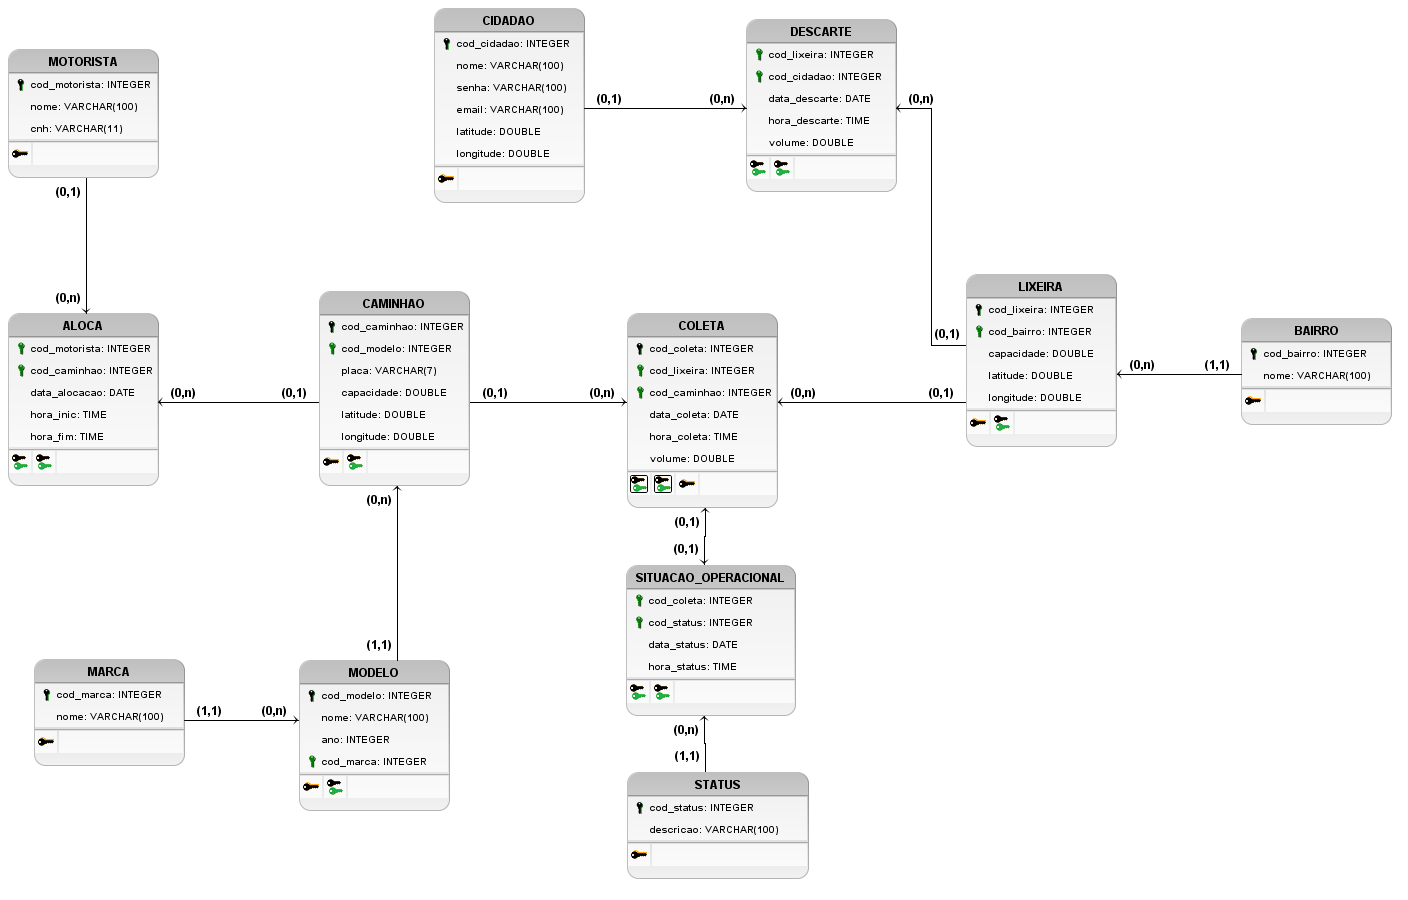 CIDADAO
cod_cidadao: INTEGER
nome: VARCHAR(100)
senha: VARCHAR(100)
email: VARCHAR(100)
latitude: DOUBLE
longitude: DOUBLE
DESCARTE
cod_lixeira: INTEGER
cod_cidadao: INTEGER
data_descarte: DATE
hora_descarte: TIME
volume: DOUBLE
MOTORISTA
cod_motorista: INTEGER
nome: VARCHAR(100)
cnh: VARCHAR(11)
(0,1)
(0,n)
(0,n)
(0,1)
(0,n)
ALOCA
cod_motorista: INTEGER
cod_caminhao: INTEGER
data_alocacao: DATE
hora_inic: TIME
hora_fim: TIME
(0,n)
(0,1)
CAMINHAO
cod_caminhao: INTEGER
cod_modelo: INTEGER
placa: VARCHAR(7)
capacidade: DOUBLE
latitude: DOUBLE
longitude: DOUBLE
(0,1)
(0,n)
COLETA
cod_coleta: INTEGER
cod_lixeira: INTEGER
cod_caminhao: INTEGER
data_coleta: DATE
hora_coleta: TIME
volume: DOUBLE
(0,n)
(0,1)
(0,1)
LIXEIRA
cod_lixeira: INTEGER
cod_bairro: INTEGER
capacidade: DOUBLE
latitude: DOUBLE
longitude: DOUBLE
(0,n)
(1,1)
BAIRRO
cod_bairro: INTEGER
nome: VARCHAR(100)
(0,n)
(1,1)
(0,1)
(0,1)
SITUACAO_OPERACIONAL
cod_coleta: INTEGER
cod_status: INTEGER
data_status: DATE
hora_status: TIME
MARCA
cod_marca: INTEGER
nome: VARCHAR(100)
(1,1)
(0,n)
MODELO
cod_modelo: INTEGER
nome: VARCHAR(100)
ano: INTEGER
cod_marca: INTEGER
(0,n)
(1,1)
STATUS
cod_status: INTEGER
descricao: VARCHAR(100)